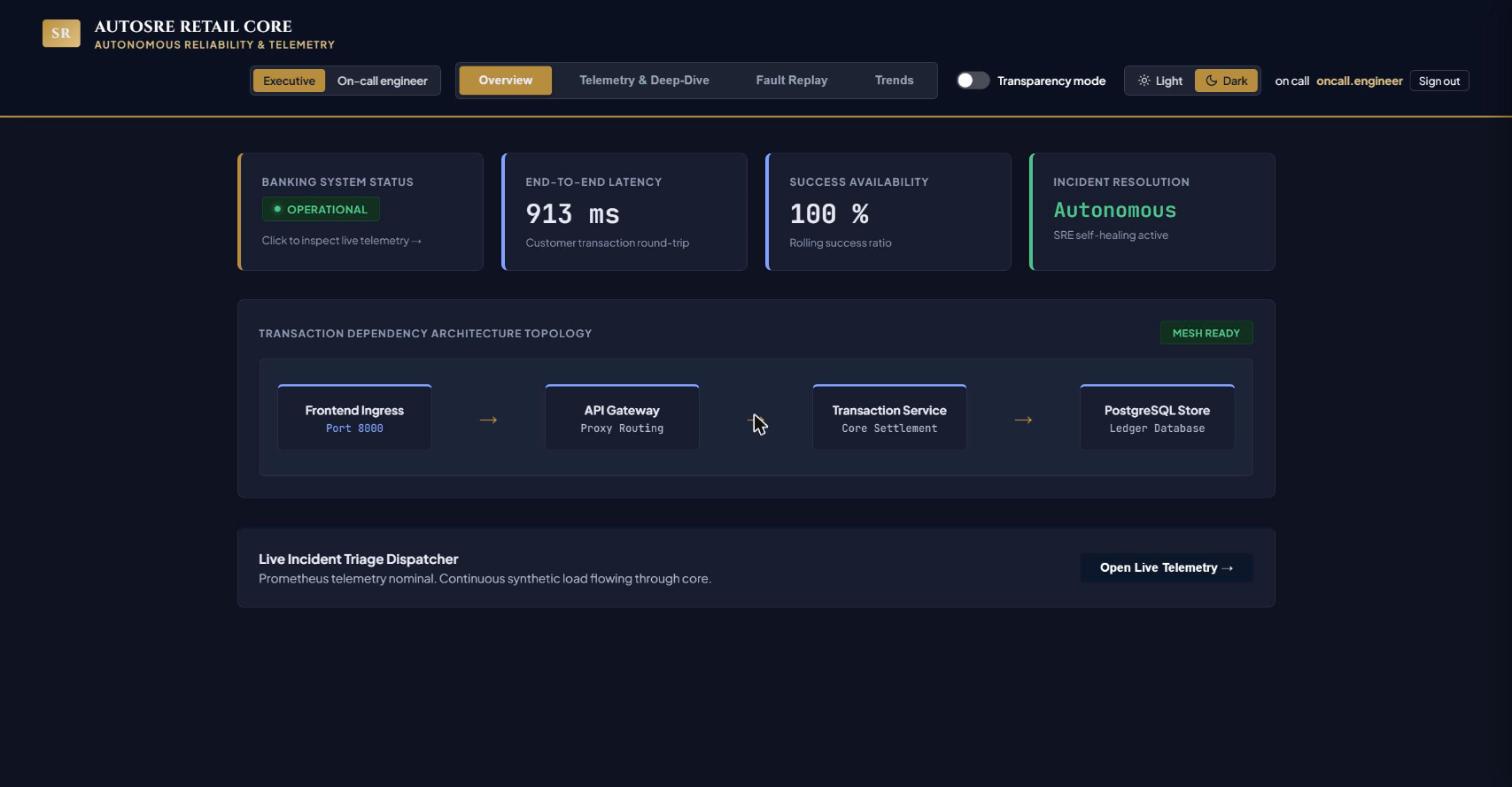 SR
AUTOSRE RETAIL CORE
AUTONOMOUS RELIABILITY & TELEMETRY
Executive
On-call engineer
Overview
Telemetry & Deep-Dive
Fault Replay
Trends
Transparency mode
Light
Dark
on call oncall.engineer
Sign out
BANKING SYSTEM STATUS
OPERATIONAL
Click to inspect live telemetry →
END-TO-END LATENCY
913 ms
Customer transaction round-trip
SUCCESS AVAILABILITY
100 %
Rolling success ratio
INCIDENT RESOLUTION
Autonomous
SRE self-healing active
TRANSACTION DEPENDENCY ARCHITECTURE TOPOLOGY
MESH READY
Frontend Ingress
Port 8000
→
API Gateway
Proxy Routing
Transaction Service
Core Settlement
→
PostgreSQL Store
Ledger Database
Live Incident Triage Dispatcher
Prometheus telemetry nominal. Continuous synthetic load flowing through core.
Open Live Telemetry →